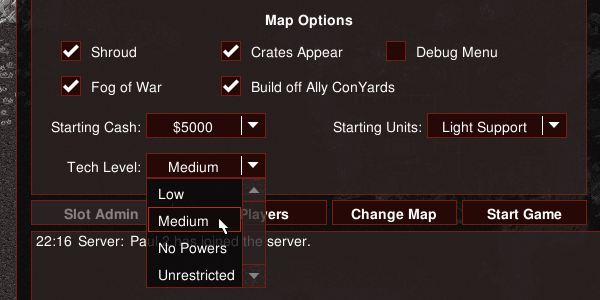 Map Options
Shroud Crates Appear Debug Menu
Fog of War Build off Ally ConYards
Starting Cash: $5000 Starting Units: Light Support
Tech Level: Medium
Low
Slot Admin Change Map Start Game
Medium
22:16 Server: has joined the server.
No Powers
Unrestricted